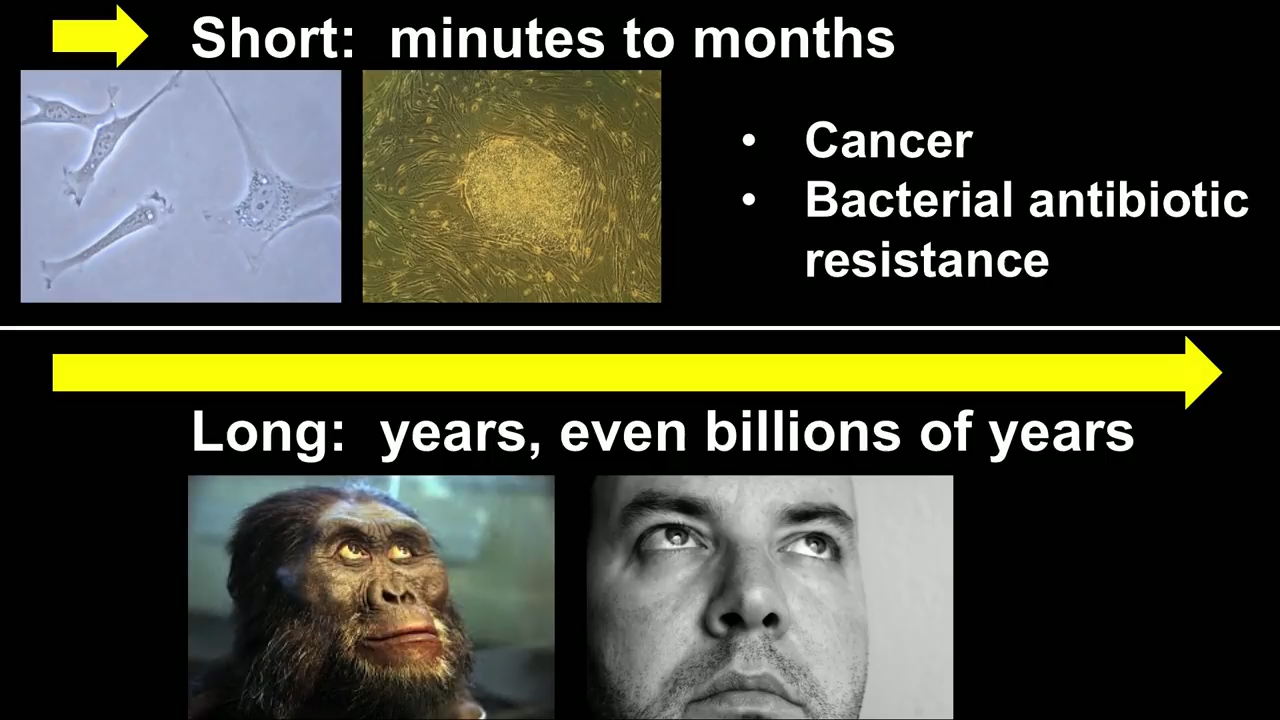 Short: minutes to months
• Cancer
• Bacterial antibiotic
resistance
Long: years, even billions of years